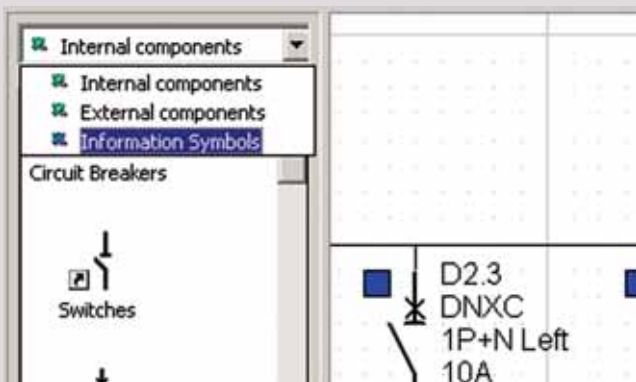 Internal components
Internal components
External components
Information Symbols
Circuit Breakers
Switches
D2.3
DNXC
1P+N Left
10A